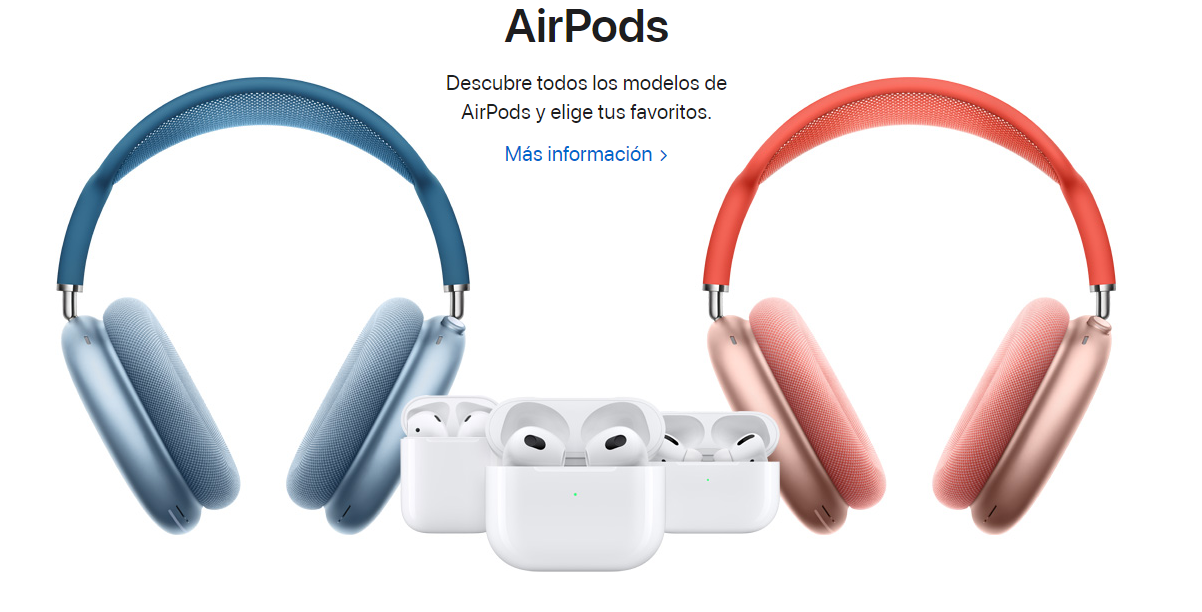 AirPods
Descubre todos los modelos de
AirPods y elige tus favoritos.
Más información >